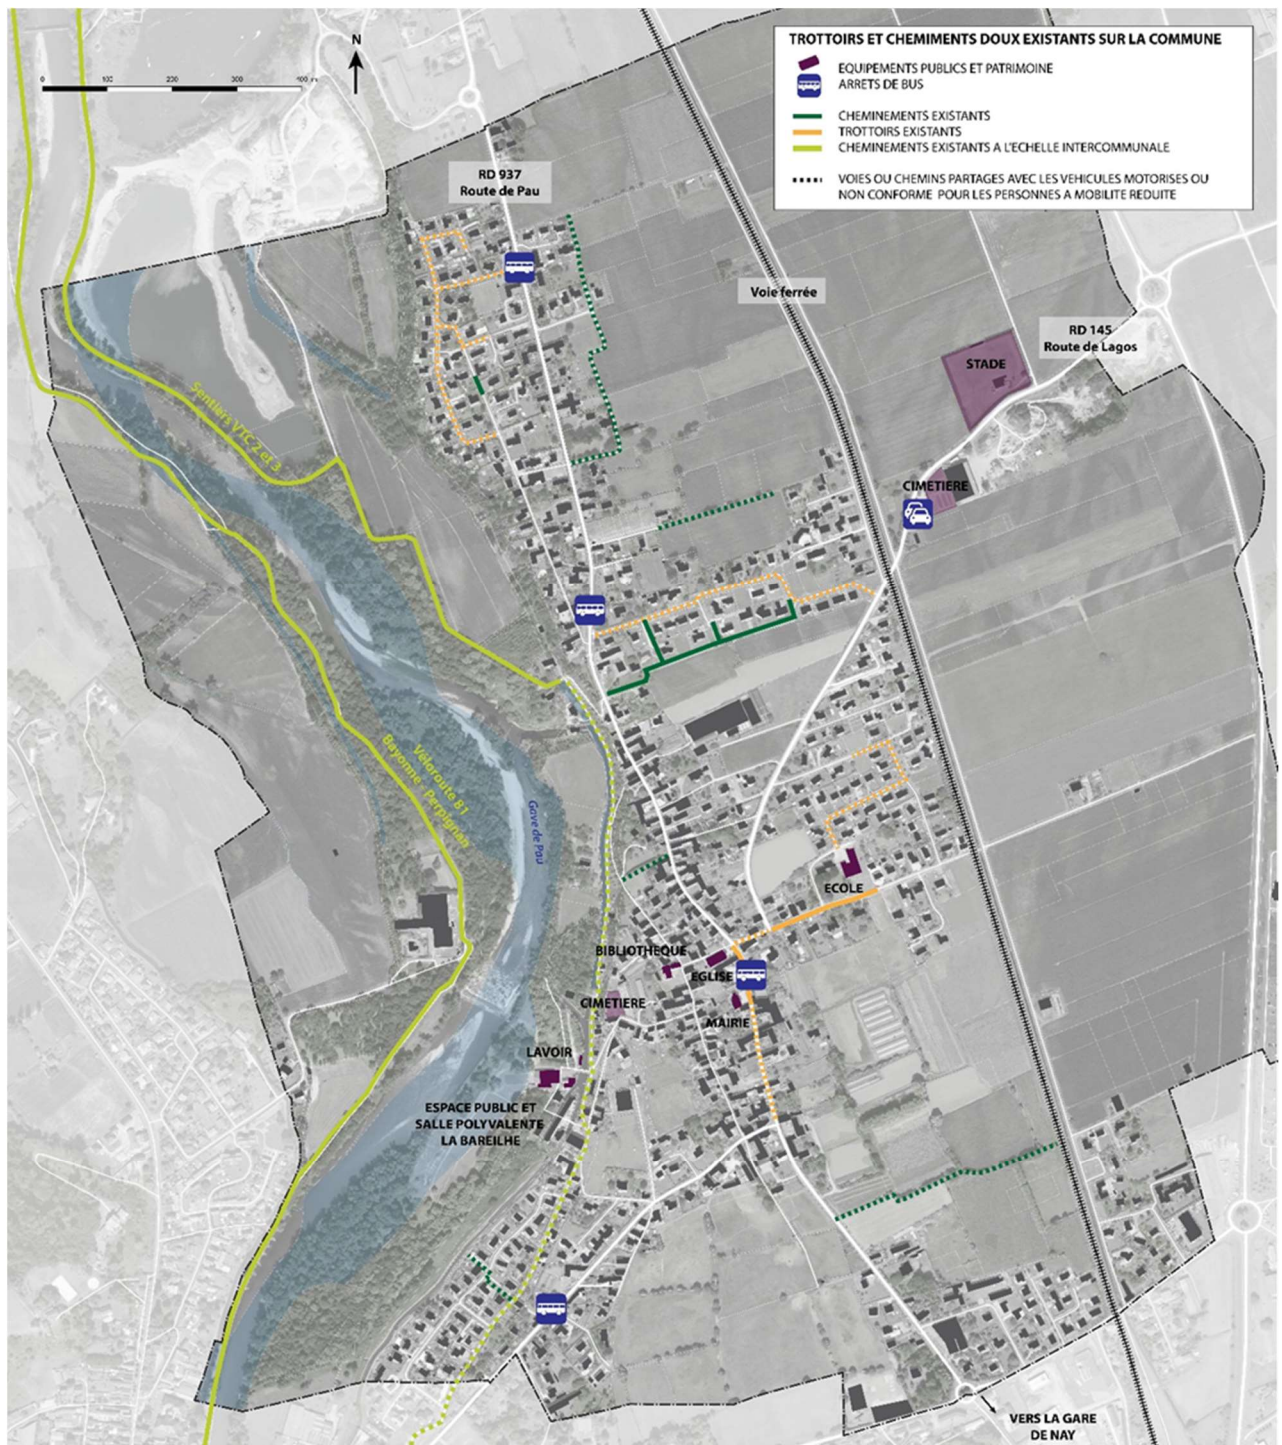 TROTTOIRS ET CHEMIMENTS DOUX EXISTANTS SUR LA COMMUNE
EQUIPEMENTS PUBLICS ET PATRIMOINE
ARRETS DE BUS
CHEMINEMENTS EXISTANTS
TROTTOIRS EXISTANTS
CHEMINEMENTS EXISTANTS A L'ECHELLE INTERCOMMUNALE
VOIES OU CHEMINS PARTAGES AVEC LES VEHICULES MOTORISES OU
NON CONFORME POUR LES PERSONNES A MOBILITE REDUITE
N
0 100 200 300 400 m
RD 937
Route de Pau
Voie ferrée
RD 145
Route de Lagos
STADE
Sentiers VTC 2 et 3
CIMETIERE
Véloroute 81
Bayonne - Perpignan
Gave de Pau
ECOLE
BIBLIOTHEQUE
EGLISE
CIMETIERE
MAIRIE
LAVOIR
ESPACE PUBLIC ET
SALLE POLYVALENTE
LA BAREILHE
VERS LA GARE
DE NAY